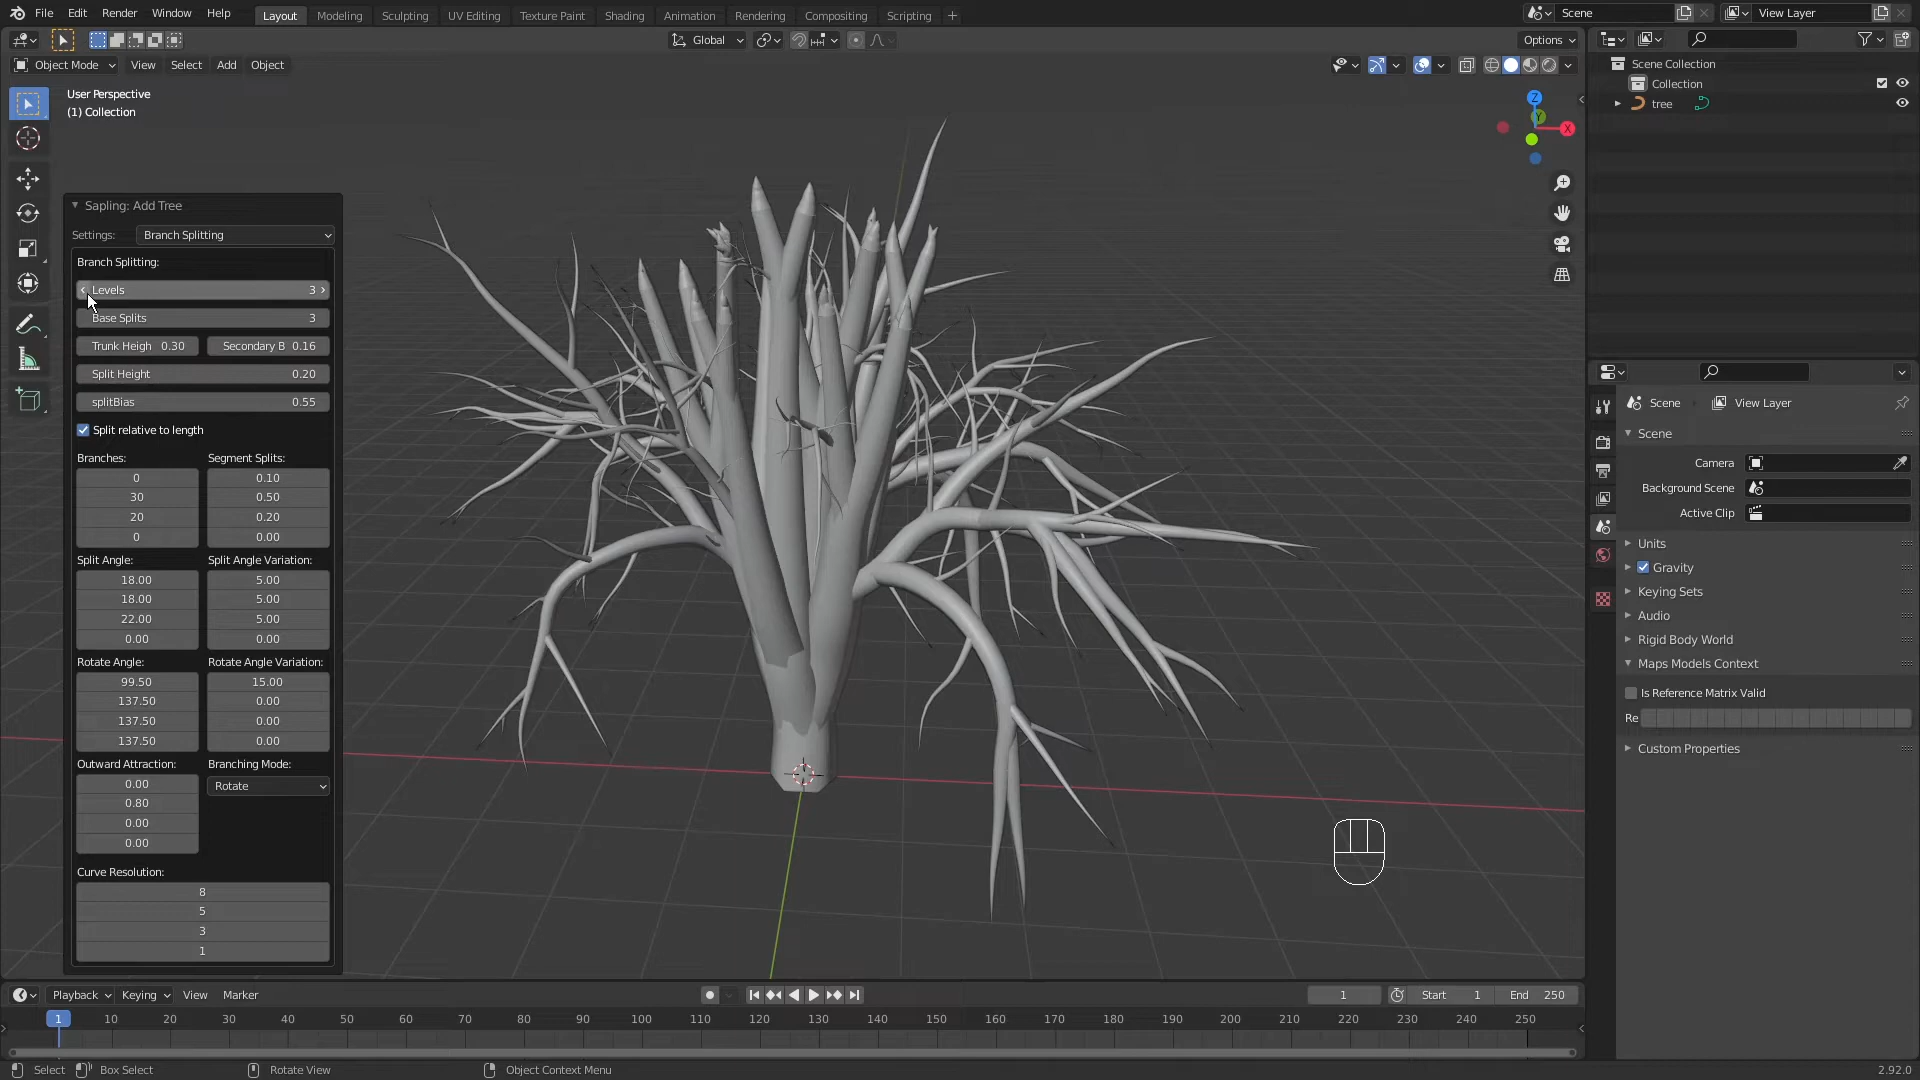 File Edit Render Window Help Layout Modeling Sculpting UV Editing Texture Paint Shading Animation Rendering Compositing Scripting + Scene View Layer
Global Options
Object Mode View Select Add Object
User Perspective
(1) Collection
Z
Y
X
Sapling: Add Tree
Settings: Branch Splitting
Branch Splitting:
Levels 3
Base Splits 3
Trunk Heigh 0.30 Secondary B 0.16
Split Height 0.20
splitBias 0.55
Split relative to length
Branches: Segment Splits:
0 0.10
30 0.50
20 0.20
0 0.00
Split Angle: Split Angle Variation:
18.00 5.00
18.00 5.00
22.00 5.00
0.00 0.00
Rotate Angle: Rotate Angle Variation:
99.50 15.00
137.50 0.00
137.50 0.00
137.50 0.00
Outward Attraction: Branching Mode:
0.00 Rotate
0.80
0.00
0.00
Curve Resolution:
8
5
3
1
Scene Collection
Collection
tree
Scene View Layer
Scene
Camera
Background Scene
Active Clip
Units
Gravity
Keying Sets
Audio
Rigid Body World
Maps Models Context
Is Reference Matrix Valid
Re
Custom Properties
Playback Keying View Marker 1 Start 1 End 250
1 10 20 30 40 50 60 70 80 90 100 110 120 130 140 150 160 170 180 190 200 210 220 230 240 250
Select Box Select Rotate View Object Context Menu 2.92.0